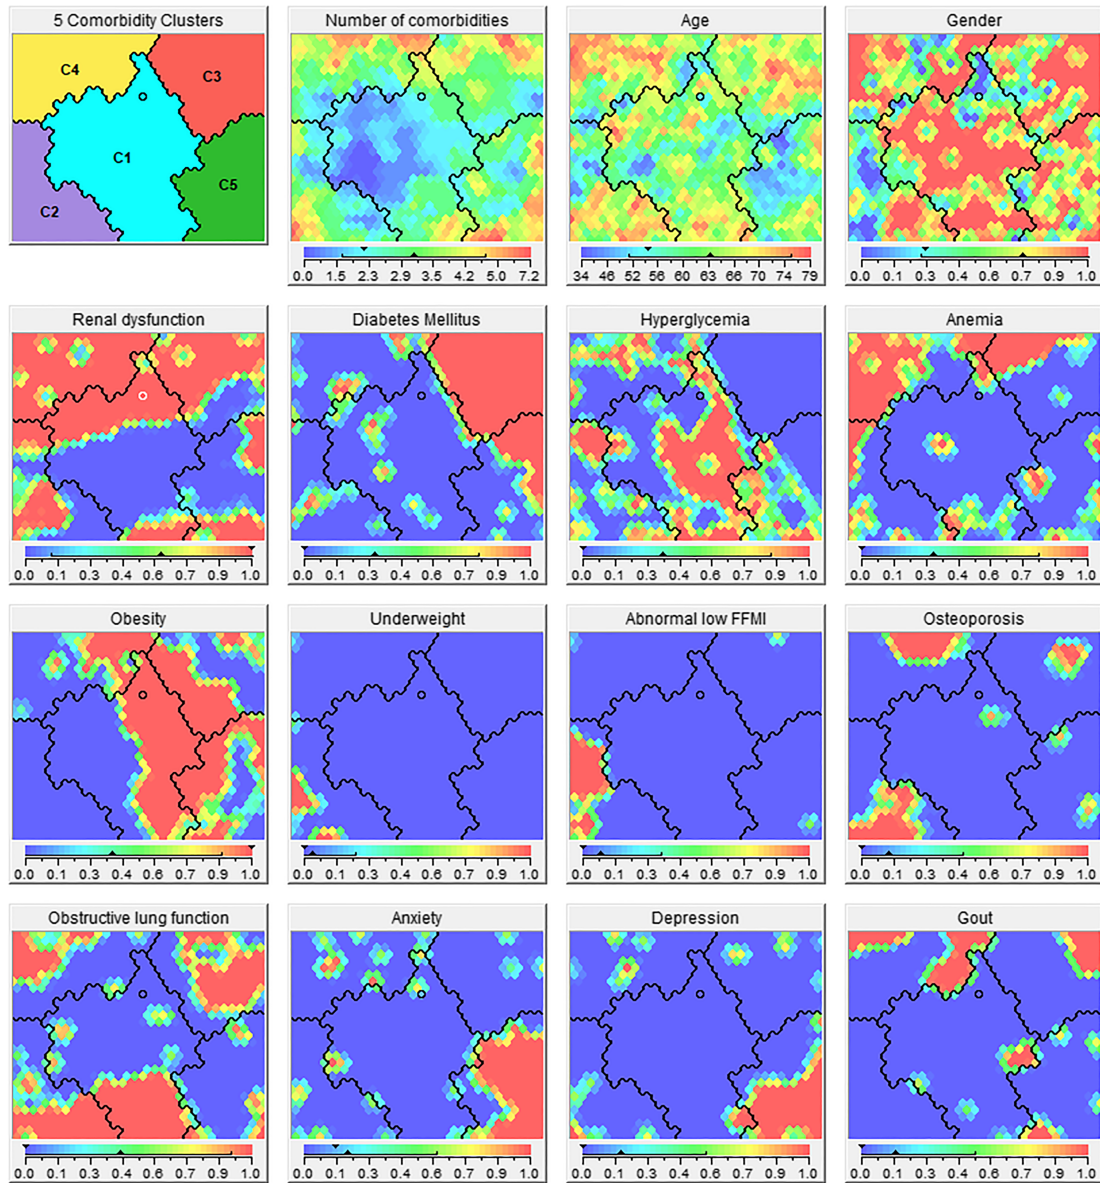 5 Comorbidity Clusters
C4
C3
C1
C2
C5
Number of comorbidities
0.0 1.5 2.3 3.2 3.5 4.2 5.0 7.2
Age
34 46 52 56 60 63 66 70 74 79
Gender
0.0 0.1 0.3 0.4 0.6 0.7 0.9 1.0
Renal dysfunction
0.0 0.1 0.3 0.4 0.6 0.7 0.9 1.0
Diabetes Mellitus
0.0 0.1 0.3 0.4 0.6 0.7 0.9 1.0
Hyperglycemia
0.0 0.1 0.3 0.4 0.6 0.7 0.9 1.0
Anemia
0.0 0.1 0.3 0.4 0.6 0.7 0.9 1.0
Obesity
0.0 0.1 0.3 0.4 0.6 0.7 0.9 1.0
Underweight
0.0 0.1 0.3 0.4 0.6 0.7 0.9 1.0
Abnormal low FFMI
0.0 0.1 0.3 0.4 0.6 0.7 0.9 1.0
Osteoporosis
0.0 0.1 0.3 0.4 0.6 0.7 0.9 1.0
Obstructive lung function
0.0 0.1 0.3 0.4 0.6 0.7 0.9 1.0
Anxiety
0.0 0.1 0.3 0.4 0.6 0.7 0.9 1.0
Depression
0.0 0.1 0.3 0.4 0.6 0.7 0.9 1.0
Gout
0.0 0.1 0.3 0.4 0.6 0.7 0.9 1.0